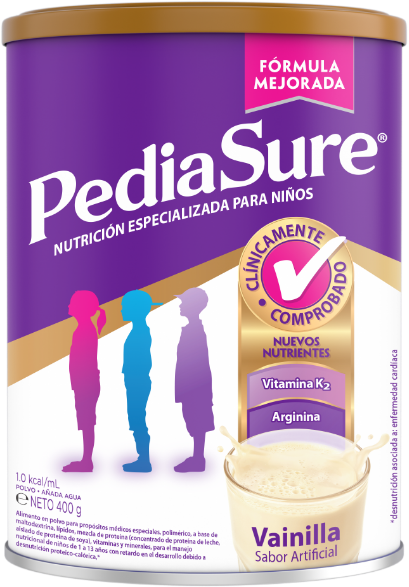 FÓRMULA
MEJORADA
PediaSure®
NUTRICIÓN ESPECIALIZADA PARA NIÑOS
CLÍNICAMENTE
• COMPROBADO •
NUEVOS
NUTRIENTES
Vitamina K2
Arginina
1.0 kcal/mL
POLVO • AÑADA AGUA
℮ NETO 400 g
Alimento en polvo para propósitos médicos especiales, polimérico, a base de
maltodextrina, lípidos, mezcla de proteína (concentrado de proteína de leche,
aislado de proteína de soya), vitaminas y minerales, para el manejo
nutricional de niños de 1 a 13 años con retardo en el desarrollo debido a
desnutrición proteico-calórica.*
Vainilla
Sabor Artificial
*desnutrición asociada a: enfermedad cardíaca